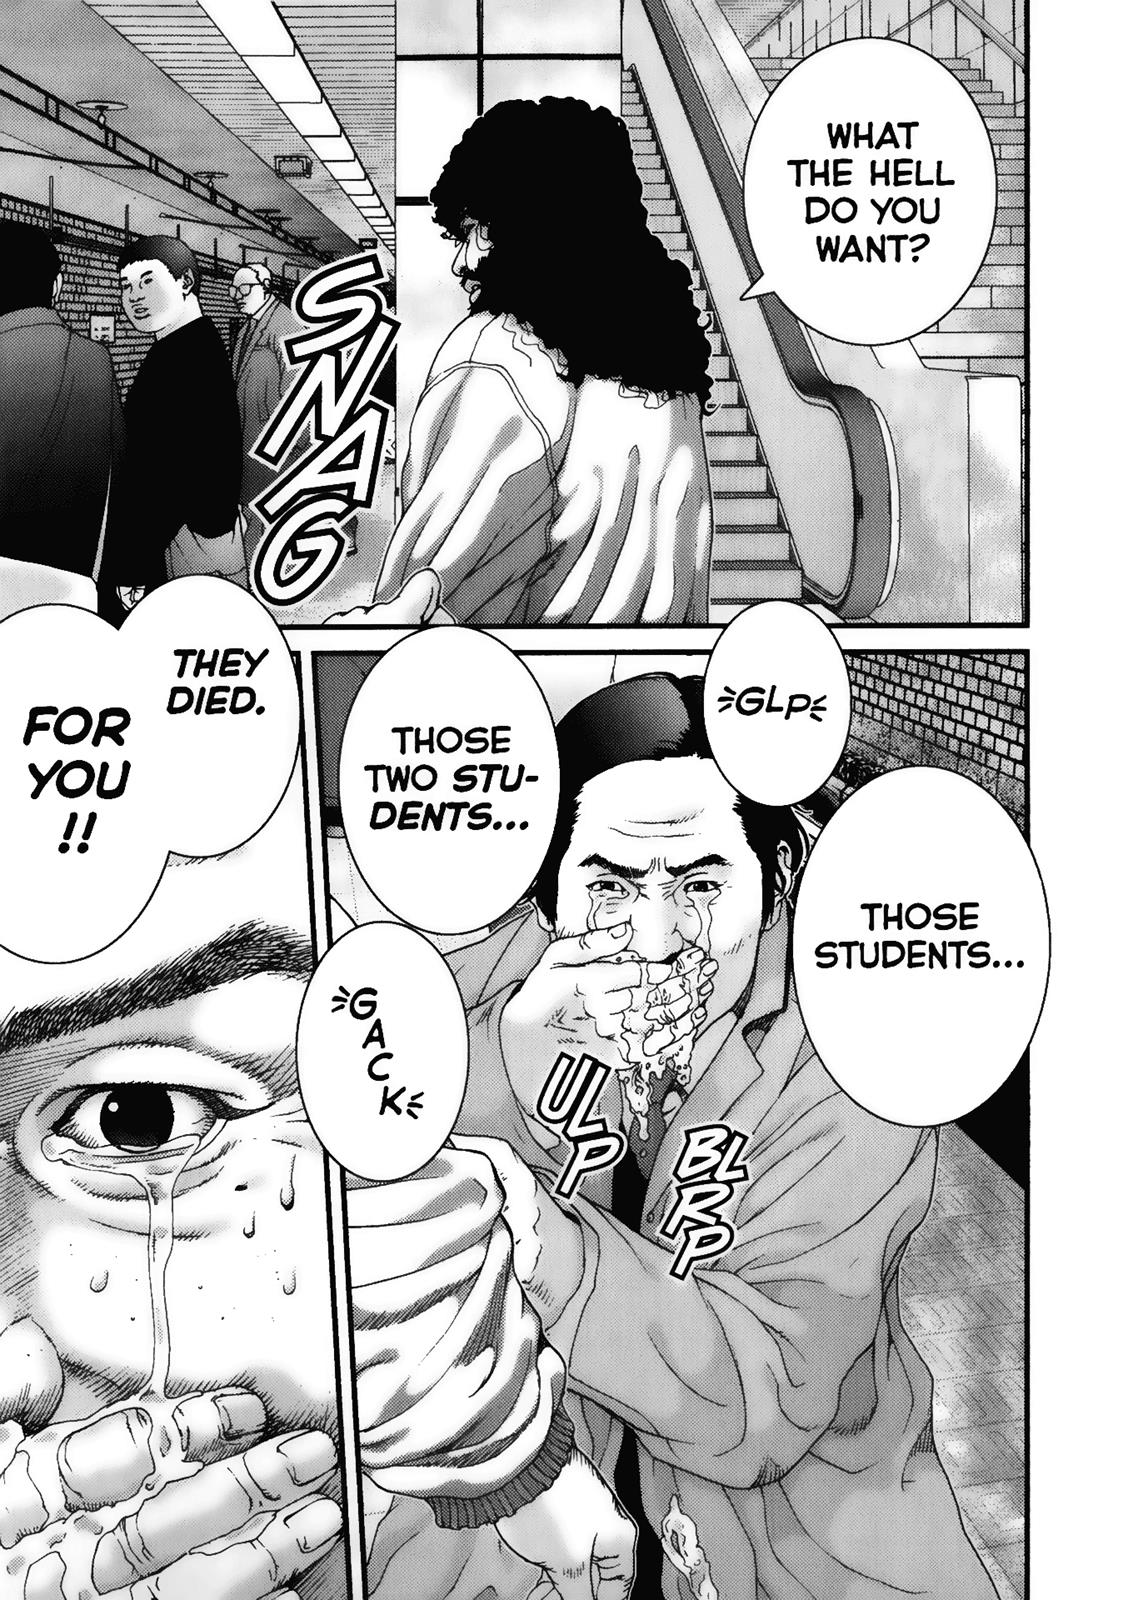 WHAT
THE HELL
DO YOU
WANT?
SNAG
GLP
THOSE
STUDENTS...
THOSE
TWO STU-
DENTS...
ULP
BLRP
GACK
THEY
DIED.
FOR
YOU
!!